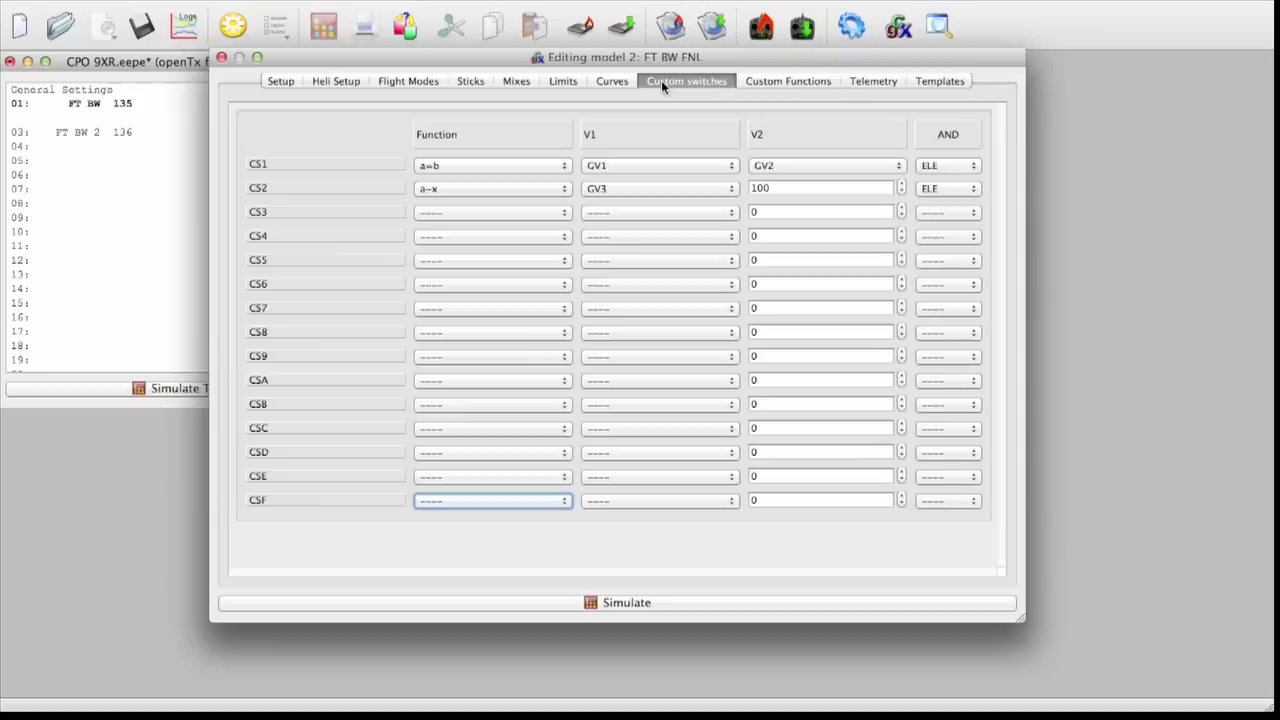 Logs
Editing model 2: FT BW FNL
CPO 9XR.eepe* (openTx f
Setup Heli Setup Flight Modes Sticks Mixes Limits Curves Custom switches Custom Functions Telemetry Templates
General Settings
01: FT BW 135
03: FT BW 2 136
04:
05:
06:
07:
08:
09:
10:
11:
12:
13:
14:
15:
16:
17:
18:
19:
Simulate T
Function V1 V2 AND
CS1 a=b GV1 GV2 ELE
CS2 a~x GV3 100 ELE
CS3 ---- ---- 0 ----
CS4 ---- ---- 0 ----
CS5 ---- ---- 0 ----
CS6 ---- ---- 0 ----
CS7 ---- ---- 0 ----
CS8 ---- ---- 0 ----
CS9 ---- ---- 0 ----
CSA ---- ---- 0 ----
CSB ---- ---- 0 ----
CSC ---- ---- 0 ----
CSD ---- ---- 0 ----
CSE ---- ---- 0 ----
CSF ---- ---- 0 ----
Simulate